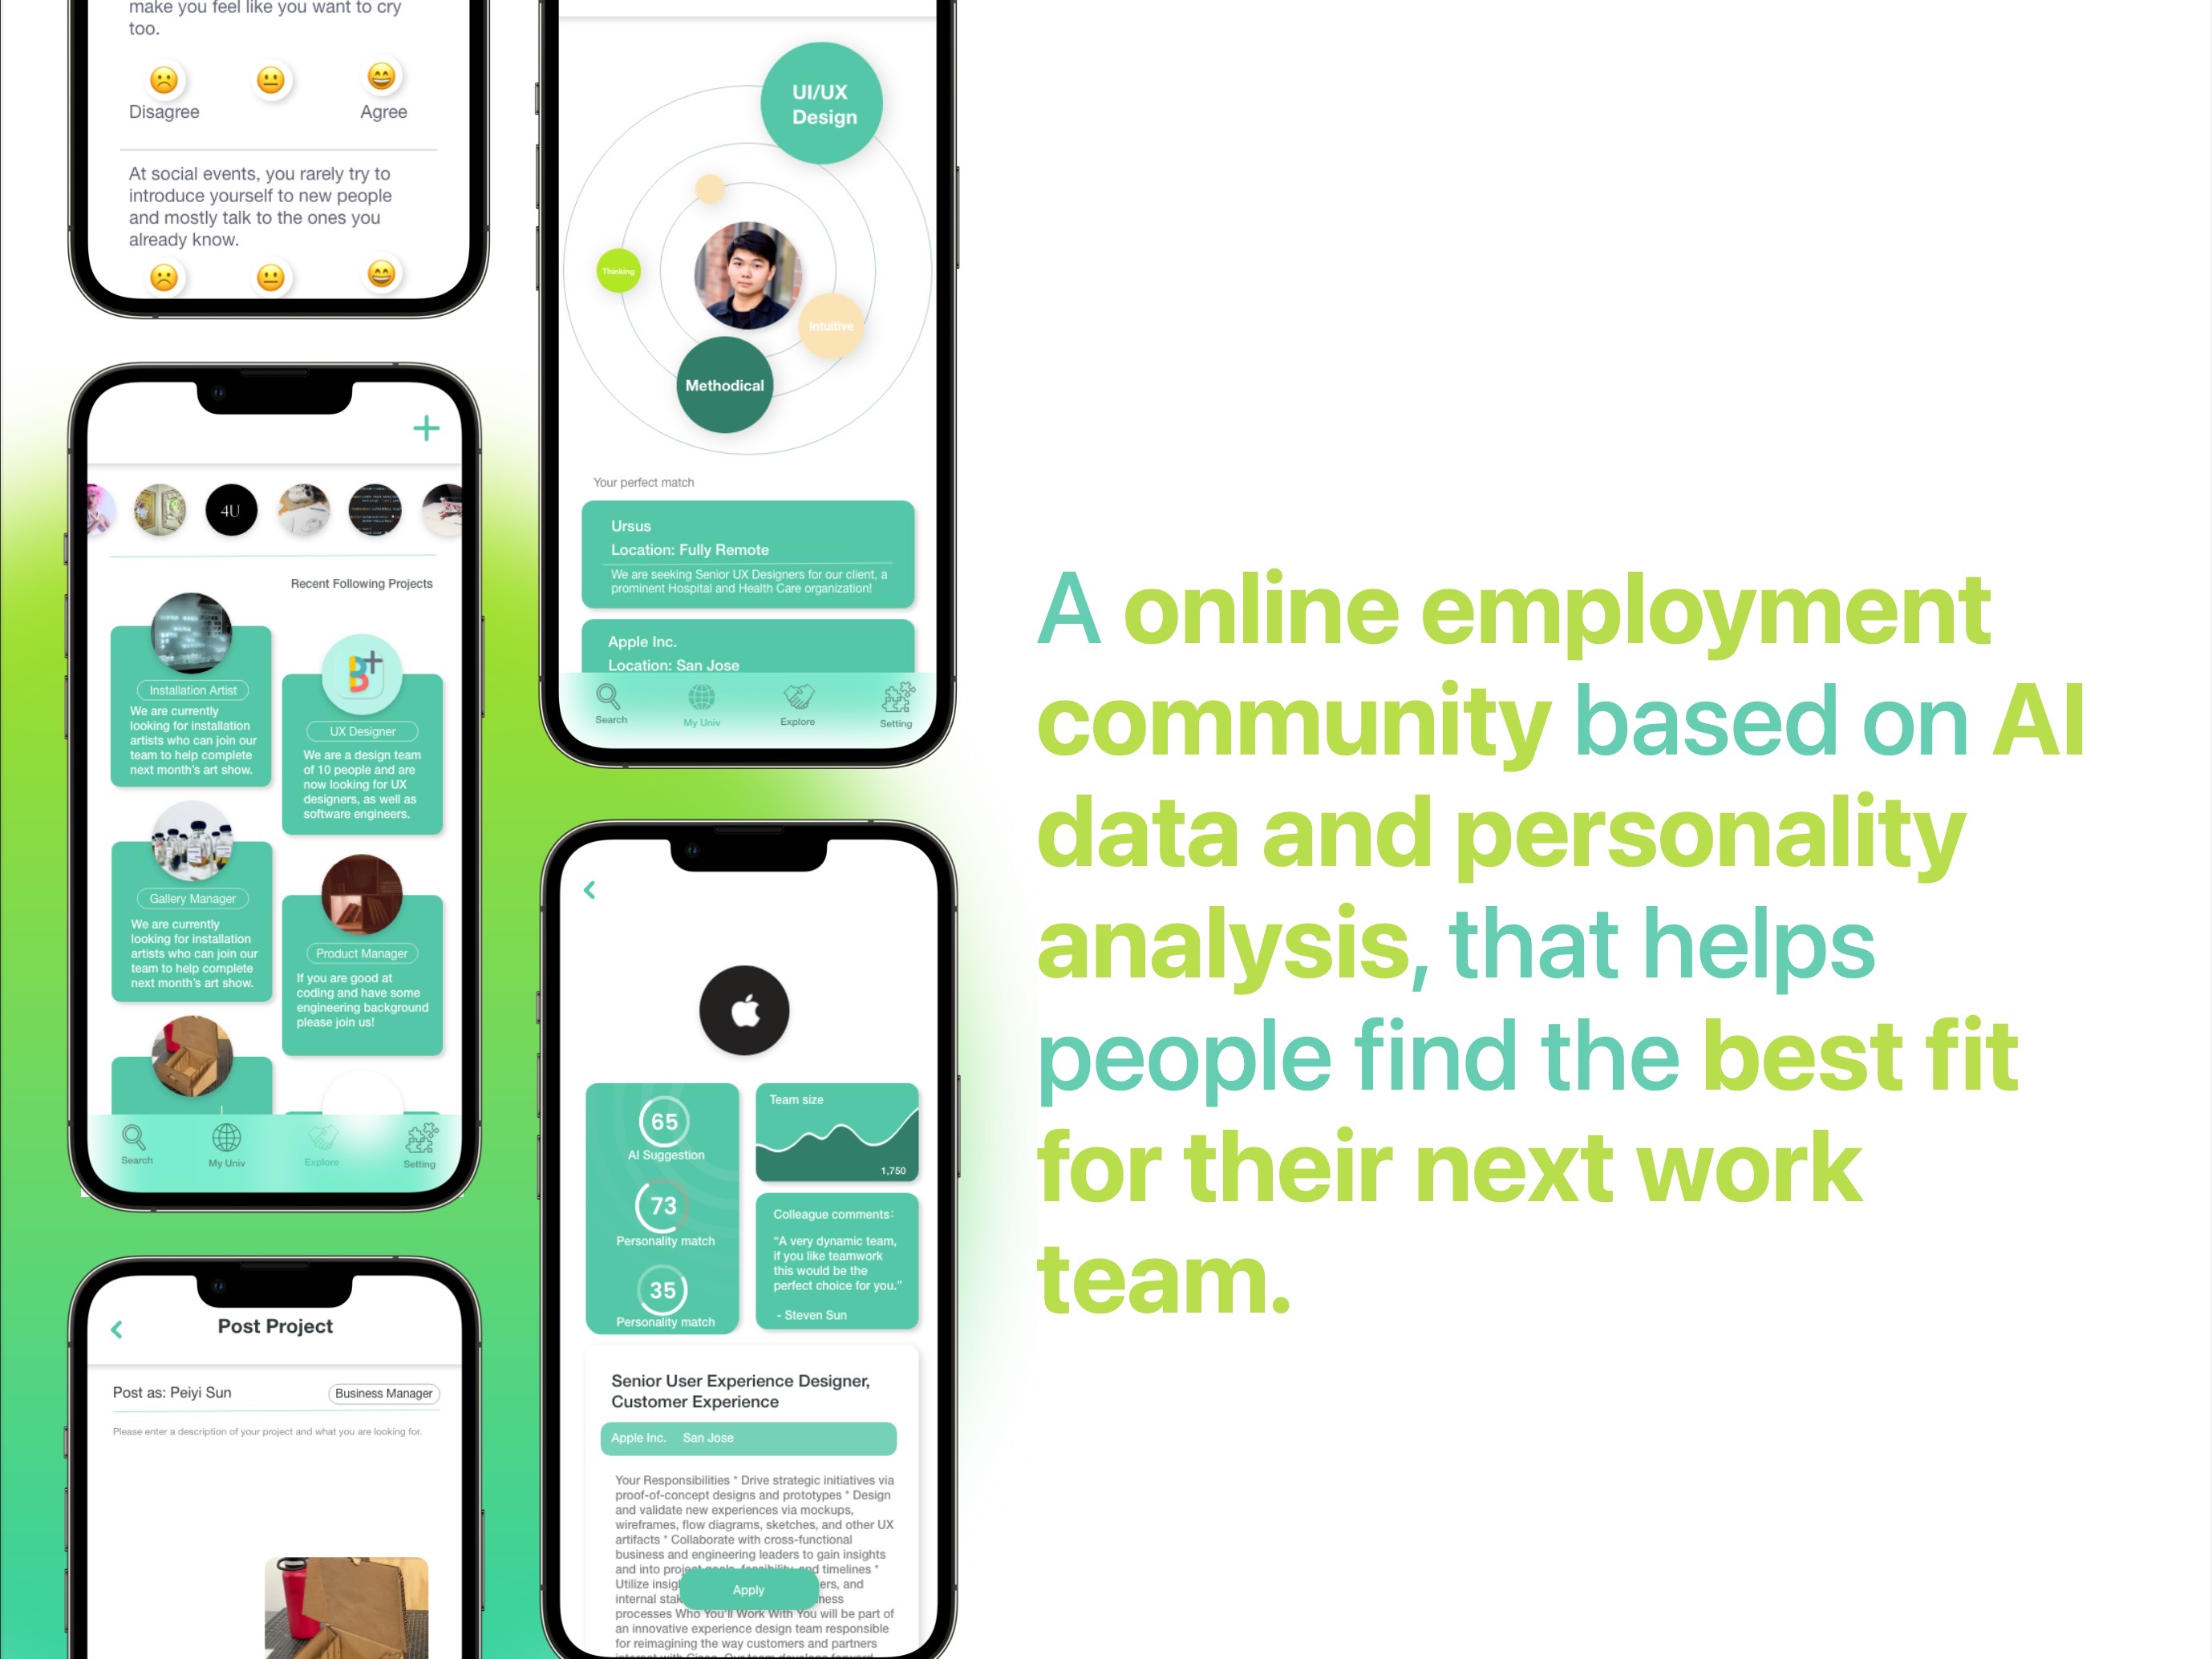 make you feel like you want to cry
too.
Disagree
Agree
At social events, you rarely try to
introduce yourself to new people
and mostly talk to the ones you
already know.
4U
Recent Following Projects
Installation Artist
We are currently
looking for installation
artists who can join our
team to help complete
next month's art show.
B+
UX Designer
We are a design team
of 10 people and are
now looking for UX
designers, as well as
software engineers.
Gallery Manager
We are currently
looking for installation
artists who can join our
team to help complete
next month's art show.
Product Manager
If you are good at
coding and have some
engineering background
please join us!
Search
My Univ
Explore
Setting
Post Project
Post as: Peiyi Sun
Business Manager
Please enter a description of your project and what you are looking for.
UI/UX
Design
Thinking
Intuitive
Methodical
Your perfect match
Ursus
Location: Fully Remote
We are seeking Senior UX Designers for our client, a
prominent Hospital and Health Care organization!
Apple Inc.
Location: San Jose
Search
My Univ
Explore
Setting
65
AI Suggestion
73
Personality match
35
Personality match
Team size
1,750
Colleague comments:
"A very dynamic team,
if you like teamwork
this would be the
perfect choice for you."
- Steven Sun
Senior User Experience Designer,
Customer Experience
Apple Inc. San Jose
Your Responsibilities * Drive strategic initiatives via
proof-of-concept designs and prototypes * Design
and validate new experiences via mockups,
wireframes, flow diagrams, sketches, and other UX
artifacts * Collaborate with cross-functional
business and engineering leaders to gain insights
and into project goals, feasibility, and timelines *
Utilize
ers, and
internal
Apply
processes Who You'll Work With You will be part of
an innovative experience design team responsible
for reimagining the way customers and partners
A online employment
community based on AI
data and personality
analysis, that helps
people find the best fit
for their next work
team.